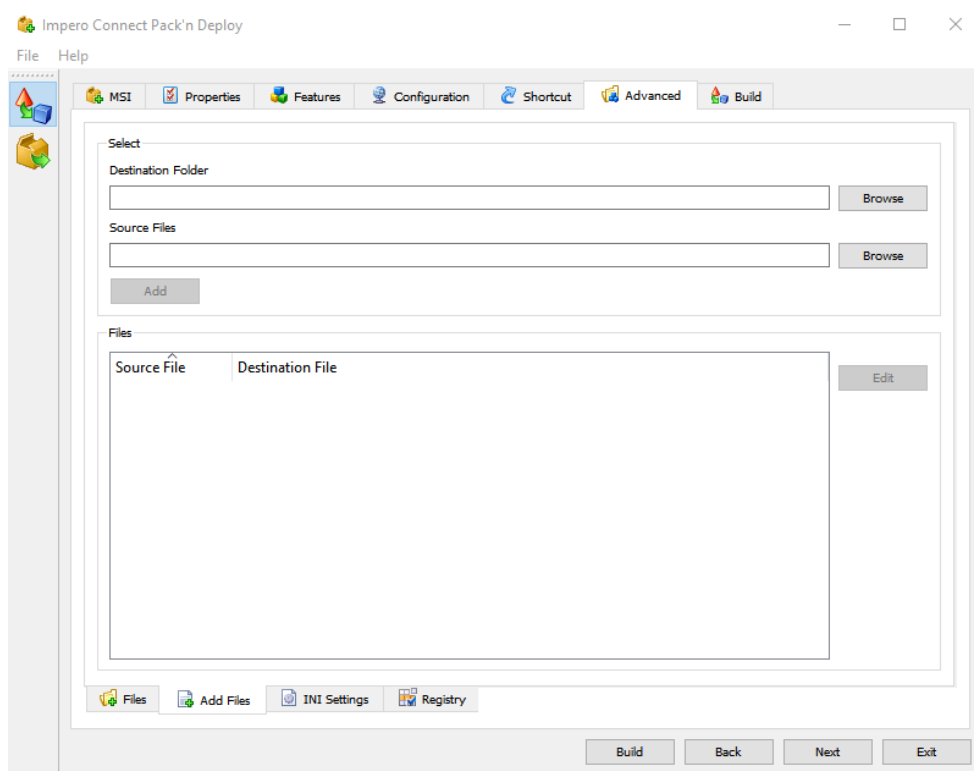 Impero Connect Pack'n Deploy
File Help
MSI Properties Features Configuration Shortcut Advanced Build
Select
Destination Folder
Browse
Source Files
Browse
Add
Files
Source File Destination File
Edit
Files Add Files INI Settings Registry
Build Back Next Exit